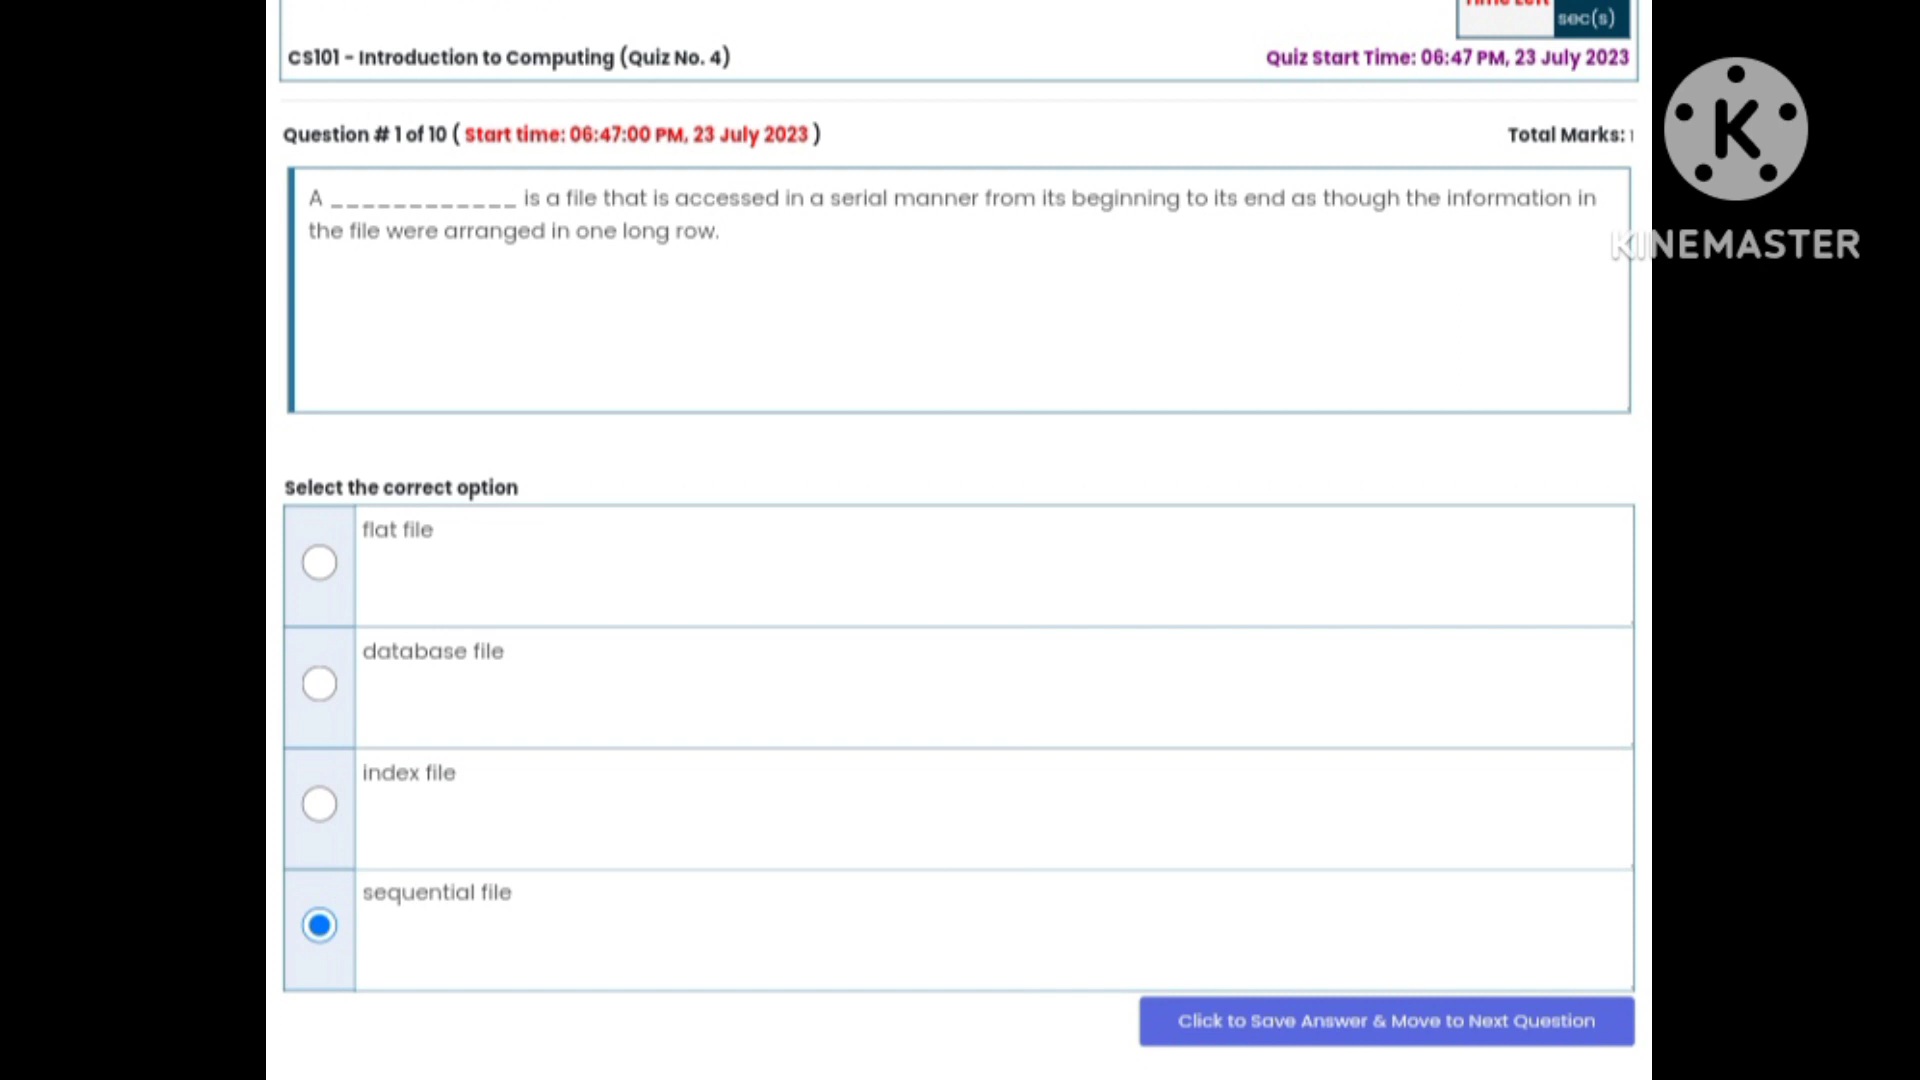 sec(s)
CS101 - Introduction to Computing (Quiz No. 4)
Quiz Start Time: 06:47 PM, 23 July 2023
Question # 1 of 10 ( Start time: 06:47:00 PM, 23 July 2023 )
Total Marks: 1
A ____________ is a file that is accessed in a serial manner from its beginning to its end as though the information in
the file were arranged in one long row.
K
KINEMASTER
Select the correct option
flat file
database file
index file
sequential file
Click to Save Answer & Move to Next Question